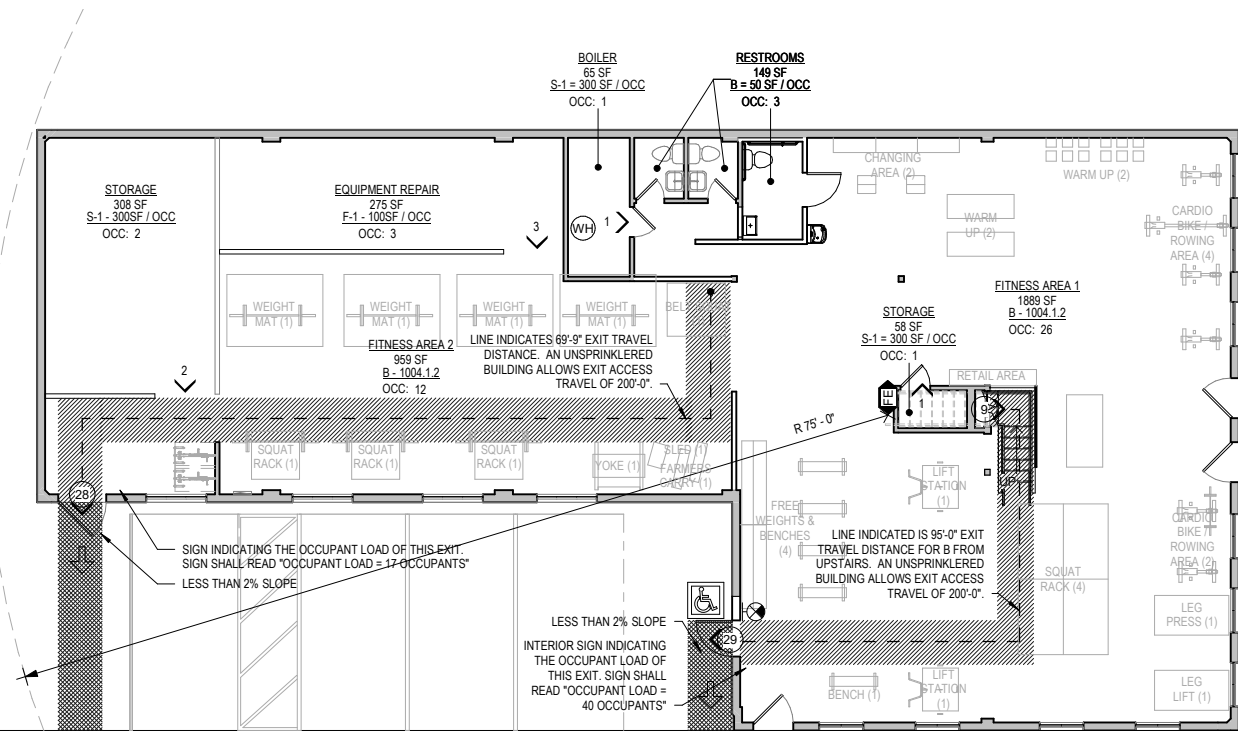 BOILER
65 SF
S-1 = 300 SF / OCC
OCC: 1
RESTROOMS
149 SF
B = 50 SF / OCC
OCC: 3
STORAGE
308 SF
S-1 - 300SF / OCC
OCC: 2
EQUIPMENT REPAIR
275 SF
F-1 - 100SF / OCC
OCC: 3
3
WH
1
CHANGING
AREA (2)
WARM UP (2)
WARM
UP (2)
CARDIO
BIKE /
ROWING
AREA (4)
FITNESS AREA 1
1889 SF
B - 1004.1.2
OCC: 26
STORAGE
58 SF
S-1 = 300 SF / OCC
OCC: 1
RETAIL AREA
FE
1
9
UP
WEIGHT
MAT (1)
WEIGHT
MAT (1)
WEIGHT
MAT (1)
WEIGHT
MAT (1)
FITNESS AREA 2
959 SF
B - 1004.1.2
OCC: 12
LINE INDICATES 69'-9" EXIT TRAVEL
DISTANCE. AN UNSPRINKLERED
BUILDING ALLOWS EXIT ACCESS
TRAVEL OF 200'-0".
2
R 75' - 0"
SQUAT
RACK (1)
SQUAT
RACK (1)
SQUAT
RACK (1)
YOKE (1)
SLED (1)
FARMERS
CARRY (1)
28
SIGN INDICATING THE OCCUPANT LOAD OF THIS EXIT.
SIGN SHALL READ "OCCUPANT LOAD = 17 OCCUPANTS"
LESS THAN 2% SLOPE
FREE
WEIGHTS &
BENCHES
(4)
LIFT
STATION
(1)
LINE INDICATED IS 95'-0" EXIT
TRAVEL DISTANCE FOR B FROM
UPSTAIRS. AN UNSPRINKLERED
BUILDING ALLOWS EXIT ACCESS
TRAVEL OF 200'-0".
SQUAT
RACK (4)
CARDIO
BIKE /
ROWING
AREA (2)
LEG
PRESS (1)
LEG
LIFT (1)
LESS THAN 2% SLOPE
29
INTERIOR SIGN INDICATING
THE OCCUPANT LOAD OF
THIS EXIT. SIGN SHALL
READ "OCCUPANT LOAD =
40 OCCUPANTS"
BENCH (1)
LIFT
STATION
(1)